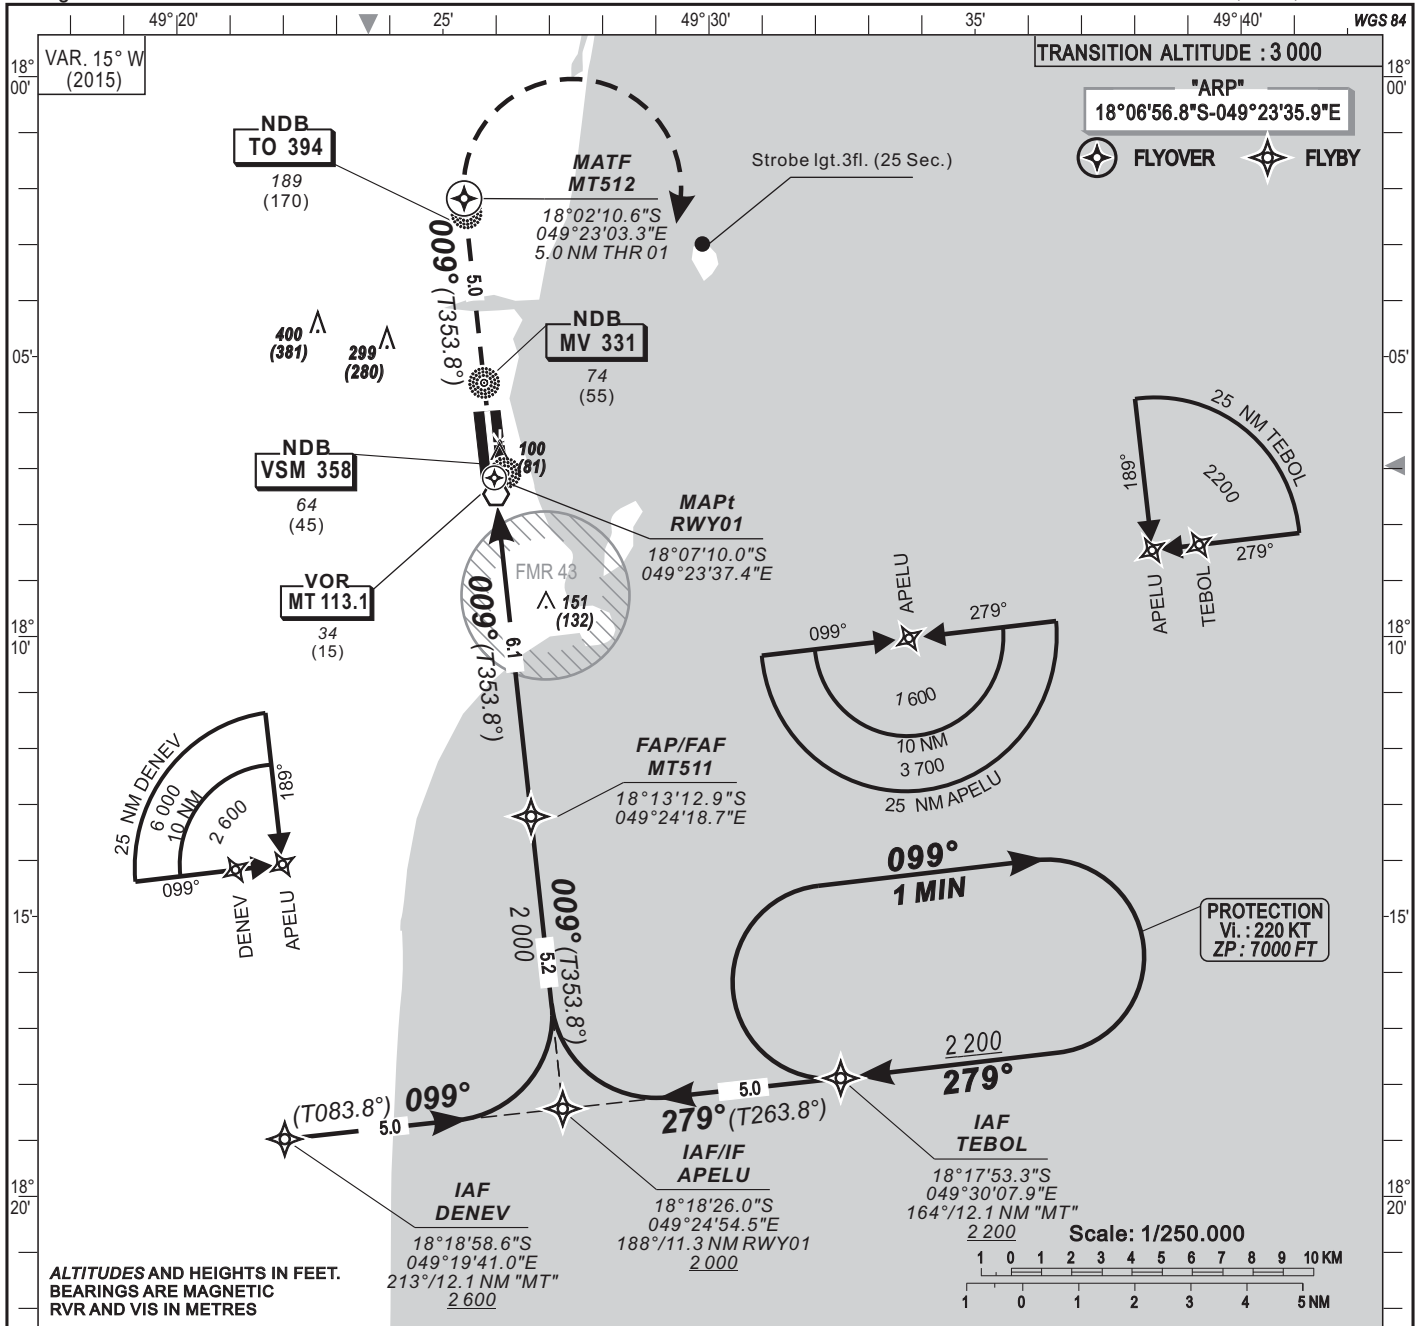 49°20' 25' 49°30' 35' 49°40' WGS 84
VAR. 15° W
(2015)
TRANSITION ALTITUDE : 3 000
18°
00'
18°
00'
"ARP"
18°06'56.8"S-049°23'35.9"E
FLYOVER FLYBY
NDB
TO 394
189
(170)
MATF
MT512
18°02'10.6"S
049°23'03.3"E
5.0 NM THR 01
Strobe lgt.3fl. (25 Sec.)
009° (T353.8°)
5.0
400
(381)
299
(280)
NDB
MV 331
74
(55)
05'
05'
NDB
VSM 358
64
(45)
100
(81)
MAPt
RWY01
18°07'10.0"S
049°23'37.4"E
25 NM TEBOL
2200
189°
279°
APELU
TEBOL
VOR
MT 113.1
34
(15)
FMR 43
151
(132)
009° (T353.8°)
6.1
18°
10'
18°
10'
APELU
099°
279°
1 600
10 NM
3 700
25 NM APELU
25 NM DENEV
6 000
10 NM
2 600
189°
099°
DENEV
APELU
FAP/FAF
MT511
18°13'12.9"S
049°24'18.7"E
099°
1 MIN
15'
15'
PROTECTION
Vi. : 220 KT
ZP : 7000 FT
009° (T353.8°)
2 000
5.2
2 200
279°
(T083.8°) 099°
5.0
5.0
279° (T263.8°)
IAF
TEBOL
18°17'53.3"S
049°30'07.9"E
164°/12.1 NM "MT"
2 200
IAF/IF
APELU
18°18'26.0"S
049°24'54.5"E
188°/11.3 NM RWY01
2 000
IAF
DENEV
18°18'58.6"S
049°19'41.0"E
213°/12.1 NM "MT"
2 600
18°
20'
18°
20'
Scale: 1/250.000
1 0 1 2 3 4 5 6 7 8 9 10 KM
1 0 1 2 3 4 5 NM
ALTITUDES AND HEIGHTS IN FEET.
BEARINGS ARE MAGNETIC
RVR AND VIS IN METRES